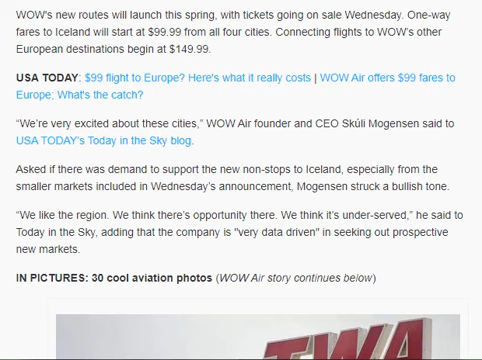 WOW's new routes will launch this spring, with tickets going on sale Wednesday. One-way
fares to Iceland will start at $99.99 from all four cities. Connecting flights to WOW's other
European destinations begin at $149.99.
USA TODAY: $99 flight to Europe? Here's what it really costs | WOW Air offers $99 fares to
Europe; What's the catch?
“We’re very excited about these cities,” WOW Air founder and CEO Skúli Mogensen said to
USA TODAY’s Today in the Sky blog.
Asked if there was demand to support the new non-stops to Iceland, especially from the
smaller markets included in Wednesday’s announcement, Mogensen struck a bullish tone.
“We like the region. We think there’s opportunity there. We think it’s under-served,” he said to
Today in the Sky, adding that the company is "very data driven" in seeking out prospective
new markets.
IN PICTURES: 30 cool aviation photos (WOW Air story continues below)
TWA